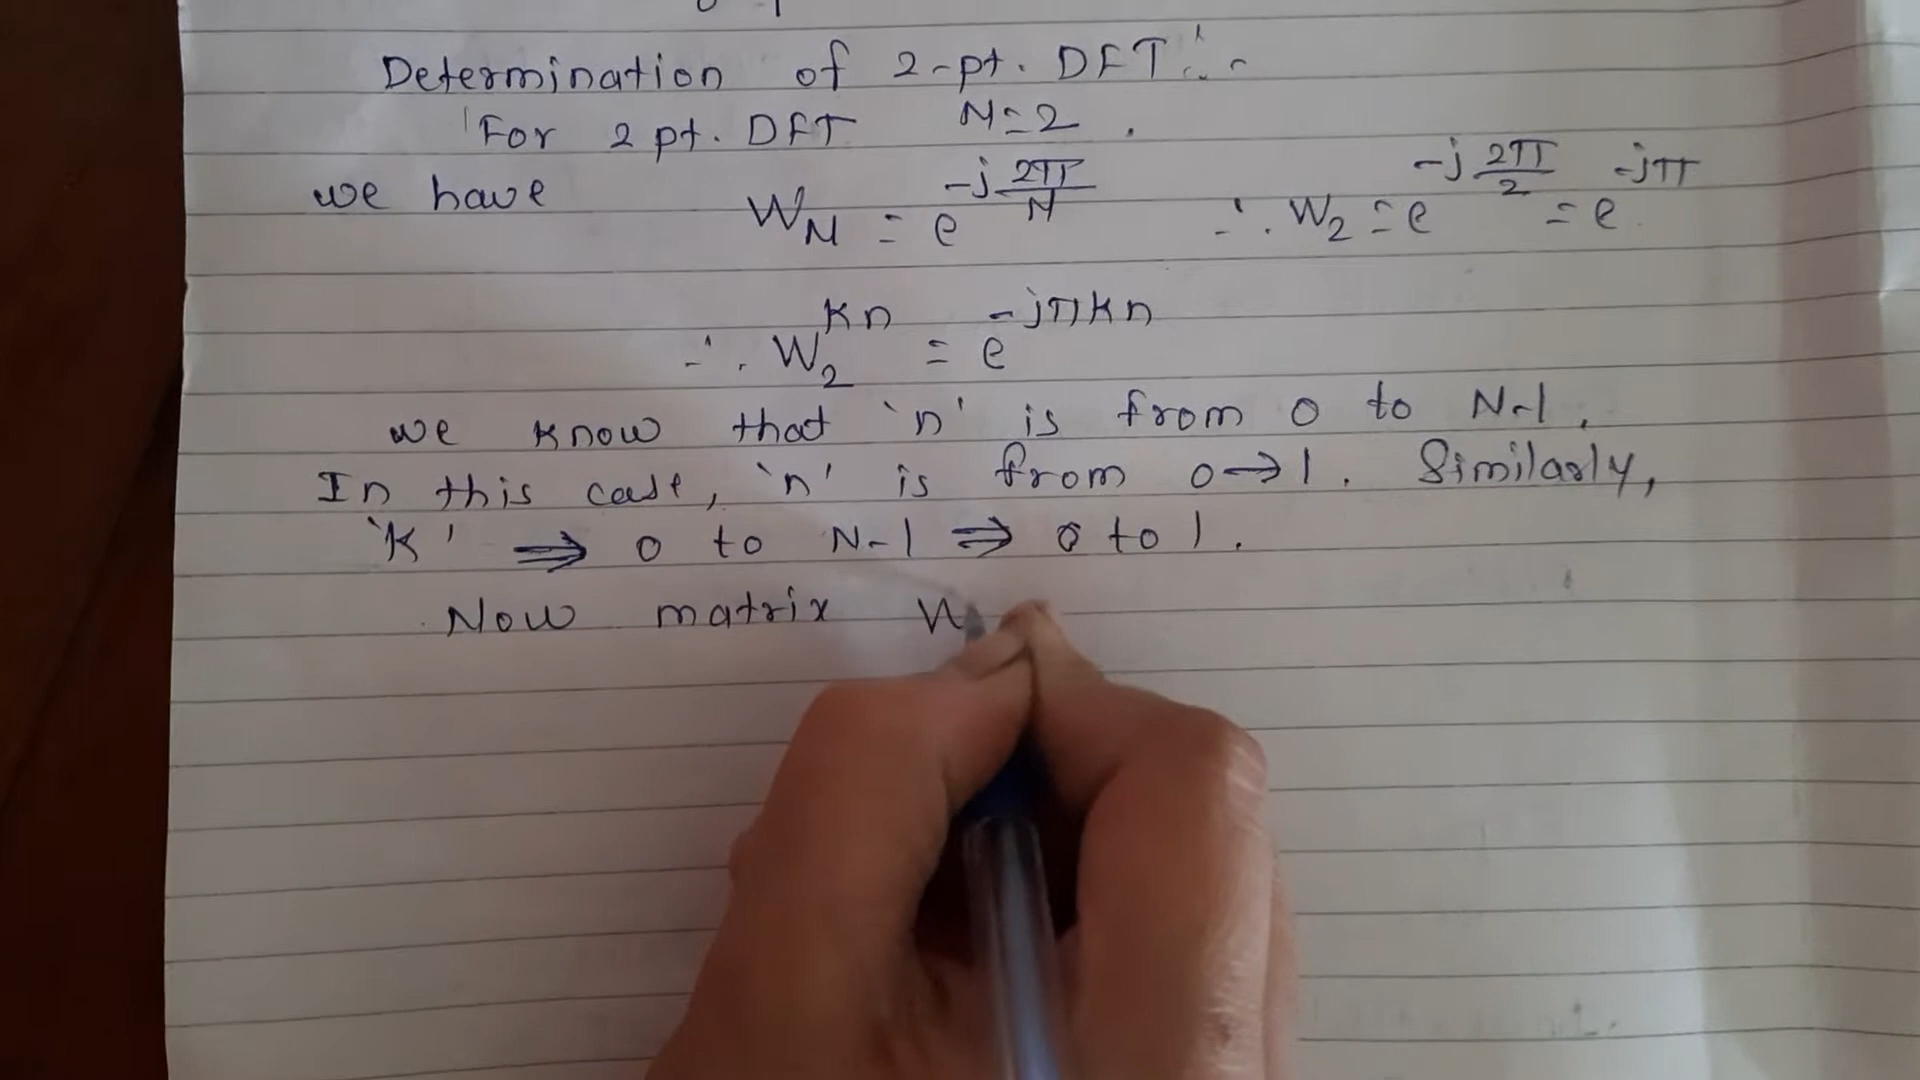 Determination of 2-pt. DFT :-
For 2 pt. DFT N=2.
we have W_N = e^{-j 2π/N} ∴ W_2 = e^{-j 2π/2} = e^{-jπ}
∴ W_2^{kn} = e^{-jπkn}
we know that 'n' is from 0 to N-1.
In this case, 'n' is from 0→1. Similarly,
'K' ⇒ 0 to N-1 ⇒ 0 to 1.
Now matrix